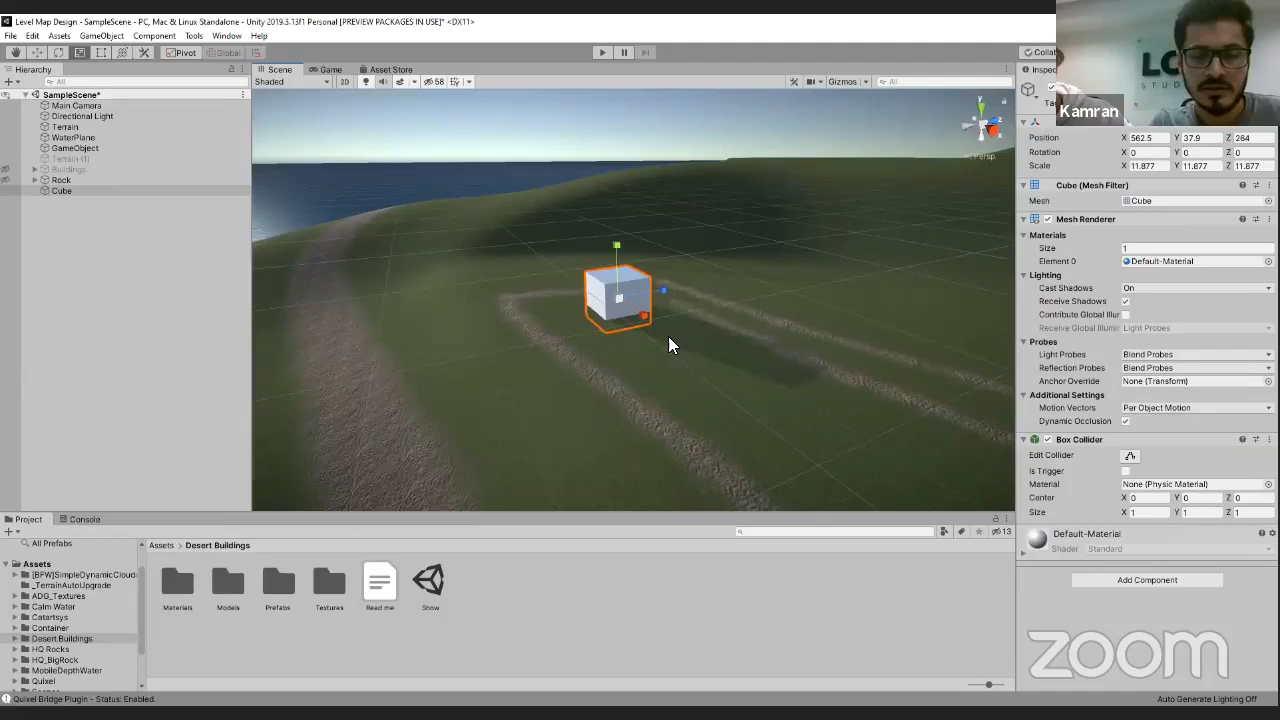 Level Map Design - SampleScene - PC, Mac & Linux Standalone - Unity 2019.3.13f1 Personal [PREVIEW PACKAGES IN USE]* <DX11>
File Edit Assets GameObject Component Tools Window Help
Pivot Global Collab
Hierarchy Scene Game Asset Store
All Shaded 2D 58 Gizmos All
SampleScene*
Main Camera
Directional Light
Terrain
WaterPlane
GameObject
Terrain (1)
Buildings
Rock
Cube
y
x
Persp
LO
STUD
Kamran
Position X 562.5 Y 37.9 Z 264
Rotation X 0 Y 0 Z 0
Scale X 11.877 Y 11.877 Z 11.877
Cube (Mesh Filter)
Mesh Cube
Mesh Renderer
Materials
Size 1
Element 0 Default-Material
Lighting
Cast Shadows On
Receive Shadows
Contribute Global Illur
Receive Global Illumir Light Probes
Probes
Light Probes Blend Probes
Reflection Probes Blend Probes
Anchor Override None (Transform)
Additional Settings
Motion Vectors Per Object Motion
Dynamic Occlusion
Box Collider
Edit Collider
Is Trigger
Material None (Physic Material)
Center X 0 Y 0 Z 0
Size X 1 Y 1 Z 1
Default-Material
Shader Standard
Add Component
Project Console
13
All Prefabs
Assets
[BFW]SimpleDynamicClouds
_TerrainAutoUpgrade
ADG_Textures
Calm Water
Catartsys
Container
Desert Buildings
HQ Rocks
HQ_BigRock
MobileDepthWater
Quixel
Assets > Desert Buildings
Materials Models Prefabs Textures Read me Show
zoom
Quixel Bridge Plugin - Status: Enabled.
Auto Generate Lighting Off